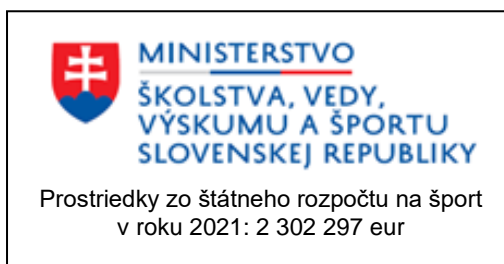 MINISTERSTVO
ŠKOLSTVA, VEDY,
VÝSKUMU A ŠPORTU
SLOVENSKEJ REPUBLIKY
Prostriedky zo štátneho rozpočtu na šport
v roku 2021: 2 302 297 eur